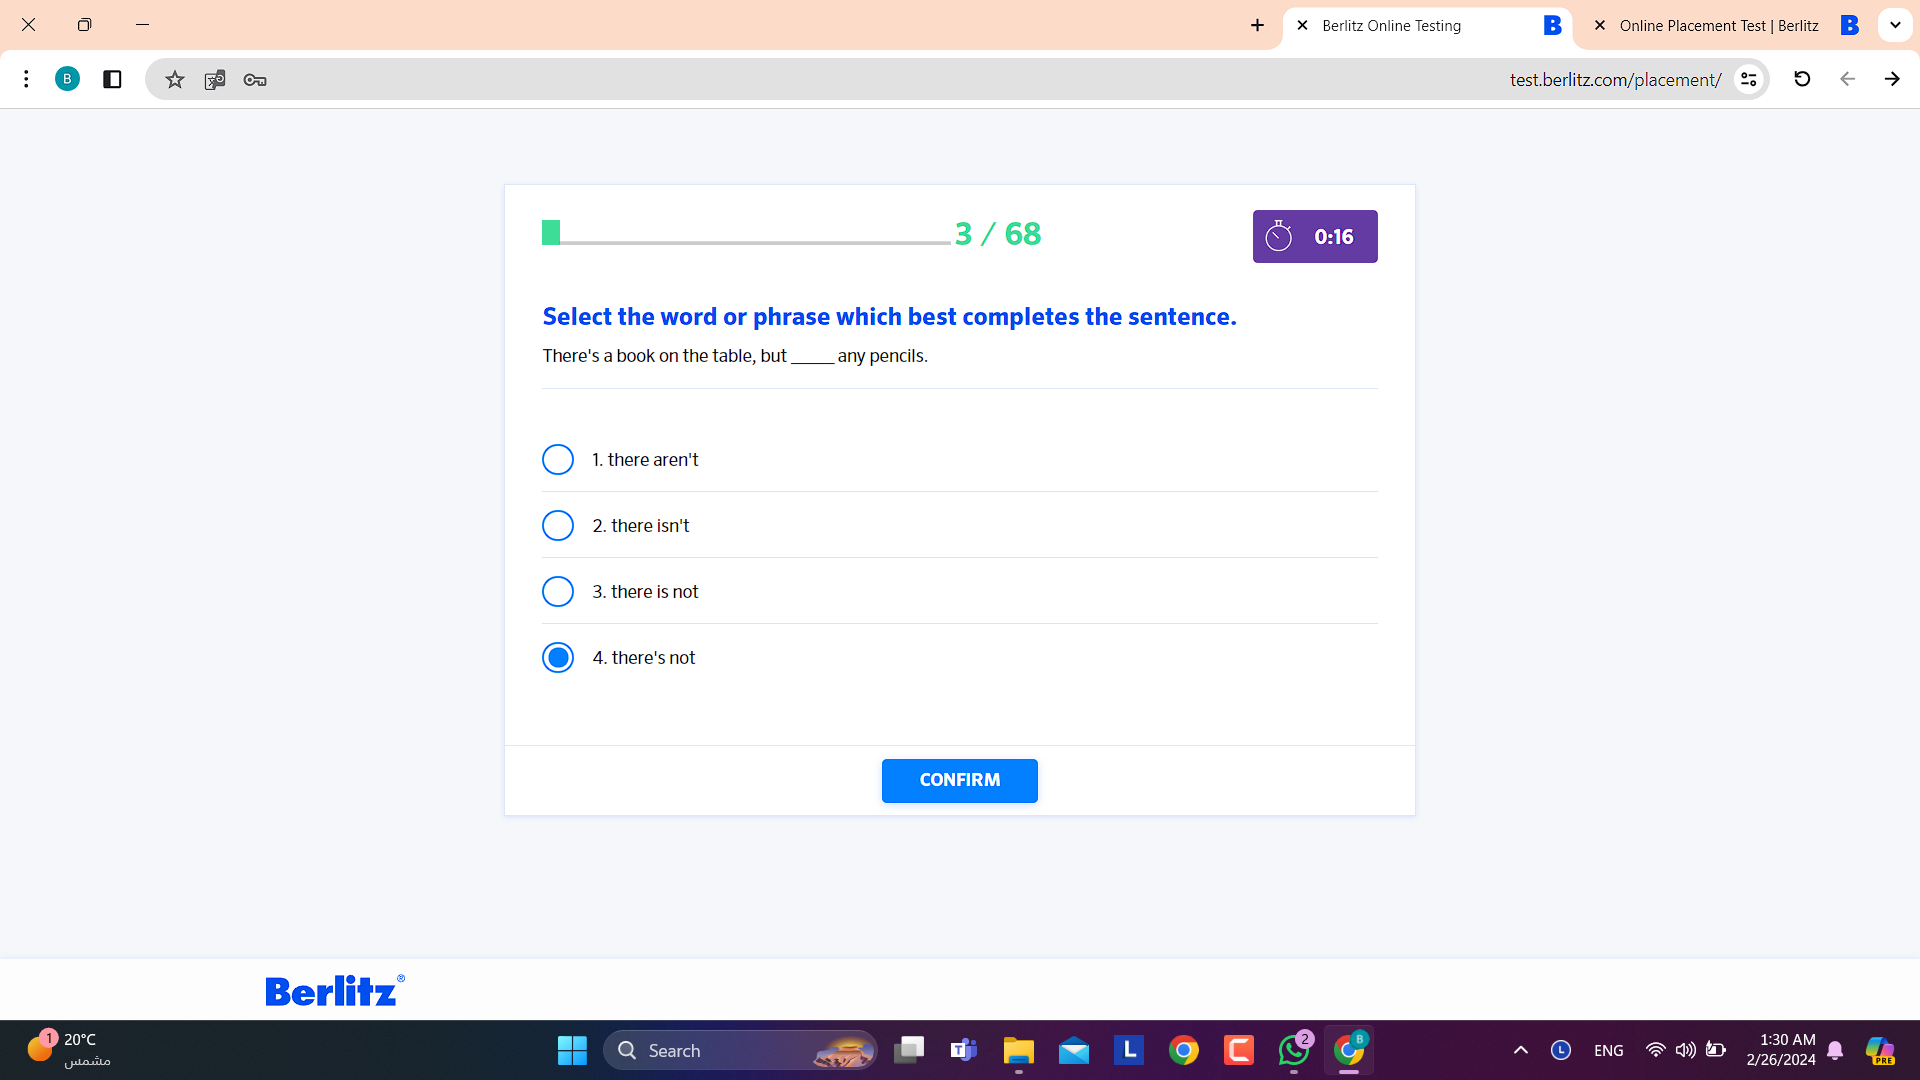 Berlitz Online Testing
Online Placement Test | Berlitz
B
test.berlitz.com/placement/
3 / 68
0:16
Select the word or phrase which best completes the sentence.
There's a book on the table, but _____ any pencils.
1. there aren't
2. there isn't
3. there is not
4. there's not
CONFIRM
Berlitz®
1
20°C
مشمس
Search
2
B
ENG
1:30 AM
2/26/2024
PRE